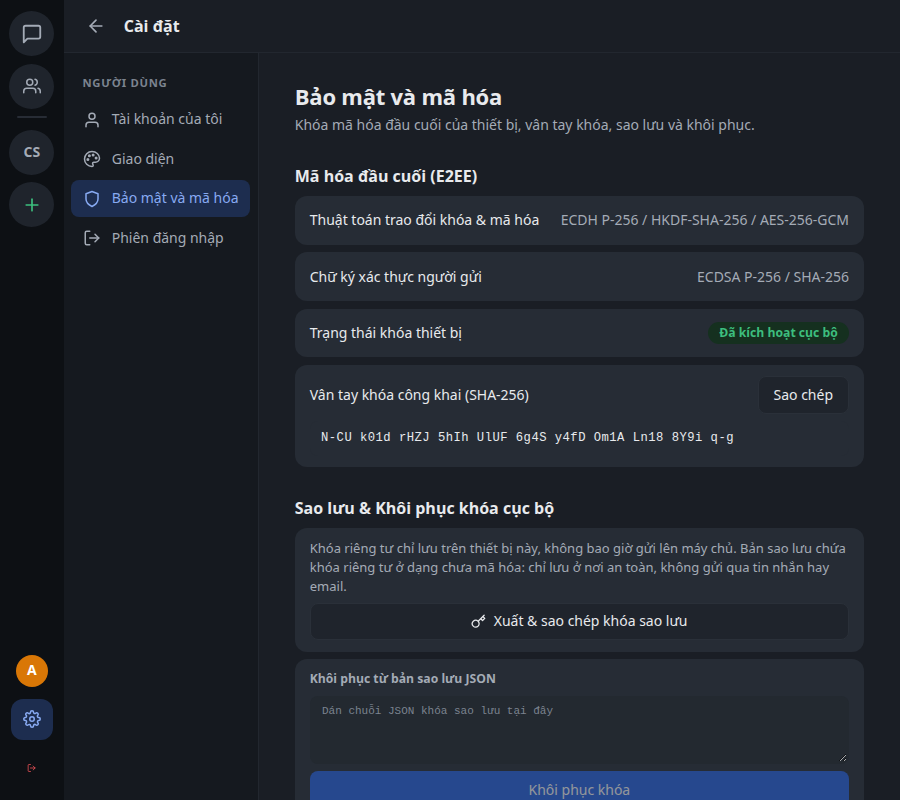 Cài đặt
CS
A
NGƯỜI DÙNG
Tài khoản của tôi
Giao diện
Bảo mật và mã hóa
Phiên đăng nhập
Bảo mật và mã hóa
Khóa mã hóa đầu cuối của thiết bị, vân tay khóa, sao lưu và khôi phục.
Mã hóa đầu cuối (E2EE)
Thuật toán trao đổi khóa & mã hóa ECDH P-256 / HKDF-SHA-256 / AES-256-GCM
Chữ ký xác thực người gửi ECDSA P-256 / SHA-256
Trạng thái khóa thiết bị Đã kích hoạt cục bộ
Vân tay khóa công khai (SHA-256) Sao chép
N-CU k01d rHZJ 5hIh UlUF 6g4S y4fD Om1A Ln18 8Y9i q-g
Sao lưu & Khôi phục khóa cục bộ
Khóa riêng tư chỉ lưu trên thiết bị này, không bao giờ gửi lên máy chủ. Bản sao lưu chứa
khóa riêng tư ở dạng chưa mã hóa: chỉ lưu ở nơi an toàn, không gửi qua tin nhắn hay
email.
Xuất & sao chép khóa sao lưu
Khôi phục từ bản sao lưu JSON
Dán chuỗi JSON khóa sao lưu tại đây
Khôi phục khóa